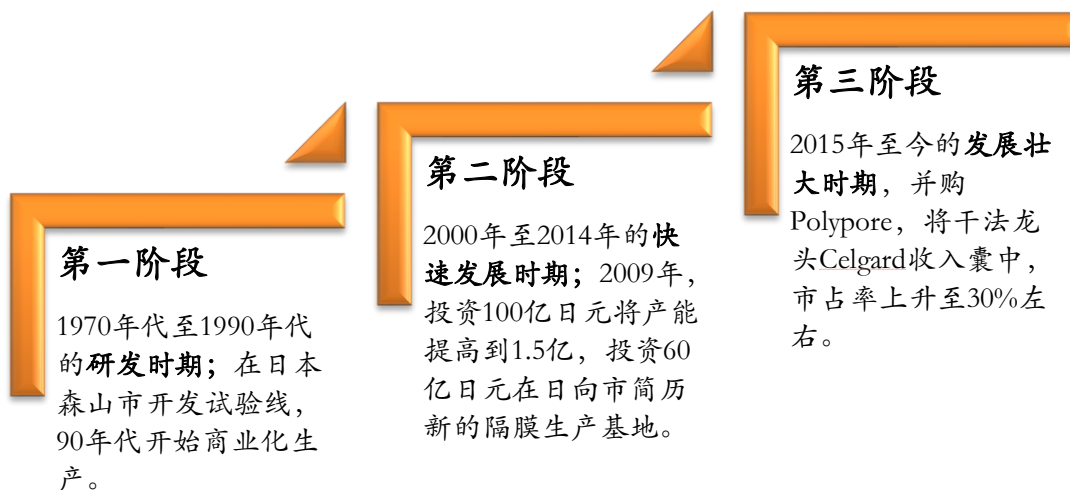 第一阶段
1970年代至1990年代
的研发时期；在日本
森山市开发试验线，
90年代开始商业化生
产。
第二阶段
2000年至2014年的快
速发展时期；2009年，
投资100亿日元将产能
提高到1.5亿，投资60
亿日元在日向市简历
新的隔膜生产基地。
第三阶段
2015年至今的发展壮
大时期，并购
Polypore，将干法龙
头Celgard收入囊中，
市占率上升至30%左
右。